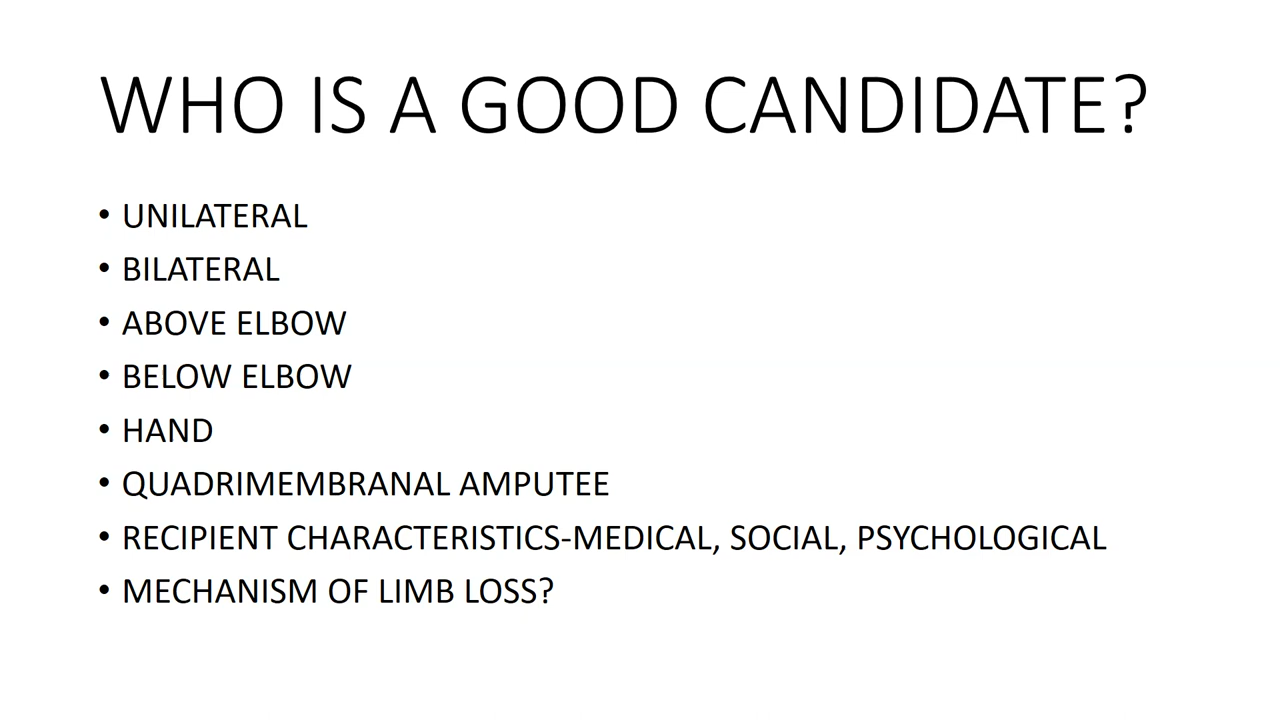 WHO IS A GOOD CANDIDATE?
• UNILATERAL
• BILATERAL
• ABOVE ELBOW
• BELOW ELBOW
• HAND
• QUADRIMEMBRANAL AMPUTEE
• RECIPIENT CHARACTERISTICS-MEDICAL, SOCIAL, PSYCHOLOGICAL
• MECHANISM OF LIMB LOSS?